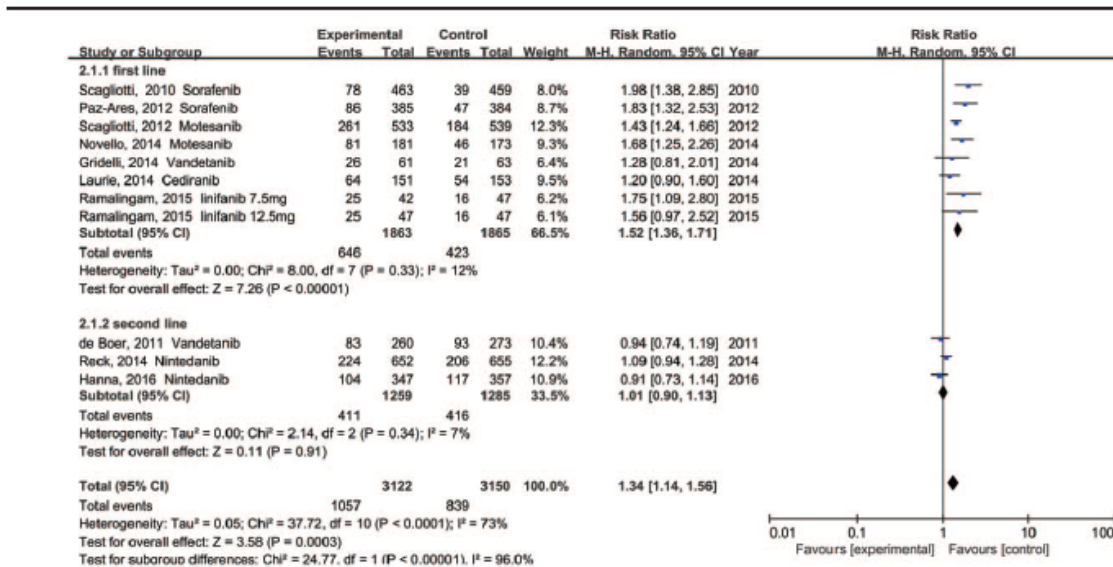 Experimental Control Risk Ratio Risk Ratio
Study or Subgroup Events Total Events Total Weight M-H, Random, 95% CI Year M-H, Random, 95% CI
2.1.1 first line
Scagliotti, 2010 Sorafenib 78 463 39 459 8.0% 1.98 [1.38, 2.85] 2010
Paz-Ares, 2012 Sorafenib 86 385 47 384 8.7% 1.83 [1.32, 2.53] 2012
Scagliotti, 2012 Motesanib 261 533 184 539 12.3% 1.43 [1.24, 1.66] 2012
Novello, 2014 Motesanib 81 181 46 173 9.3% 1.68 [1.25, 2.26] 2014
Gridelli, 2014 Vandetanib 26 61 21 63 6.4% 1.28 [0.81, 2.01] 2014
Laurie, 2014 Cediranib 64 151 54 153 9.5% 1.20 [0.90, 1.60] 2014
Ramalingam, 2015 linifanib 7.5mg 25 42 16 47 6.2% 1.75 [1.09, 2.80] 2015
Ramalingam, 2015 linifanib 12.5mg 25 47 16 47 6.1% 1.56 [0.97, 2.52] 2015
Subtotal (95% CI) 1863 1865 66.5% 1.52 [1.36, 1.71]
Total events 646 423
Heterogeneity: Tau² = 0.00; Chi² = 8.00, df = 7 (P = 0.33); I² = 12%
Test for overall effect: Z = 7.26 (P < 0.00001)
2.1.2 second line
de Boer, 2011 Vandetanib 83 260 93 273 10.4% 0.94 [0.74, 1.19] 2011
Reck, 2014 Nintedanib 224 652 206 655 12.2% 1.09 [0.94, 1.28] 2014
Hanna, 2016 Nintedanib 104 347 117 357 10.9% 0.91 [0.73, 1.14] 2016
Subtotal (95% CI) 1259 1285 33.5% 1.01 [0.90, 1.13]
Total events 411 416
Heterogeneity: Tau² = 0.00; Chi² = 2.14, df = 2 (P = 0.34); I² = 7%
Test for overall effect: Z = 0.11 (P = 0.91)
Total (95% CI) 3122 3150 100.0% 1.34 [1.14, 1.56]
Total events 1057 839
Heterogeneity: Tau² = 0.05; Chi² = 37.72, df = 10 (P < 0.0001); I² = 73%
Test for overall effect: Z = 3.58 (P = 0.0003)
Test for subgroup differences: Chi² = 24.77, df = 1 (P < 0.00001), I² = 96.0%
0.01 0.1 1 10 100
Favours [experimental] Favours [control]